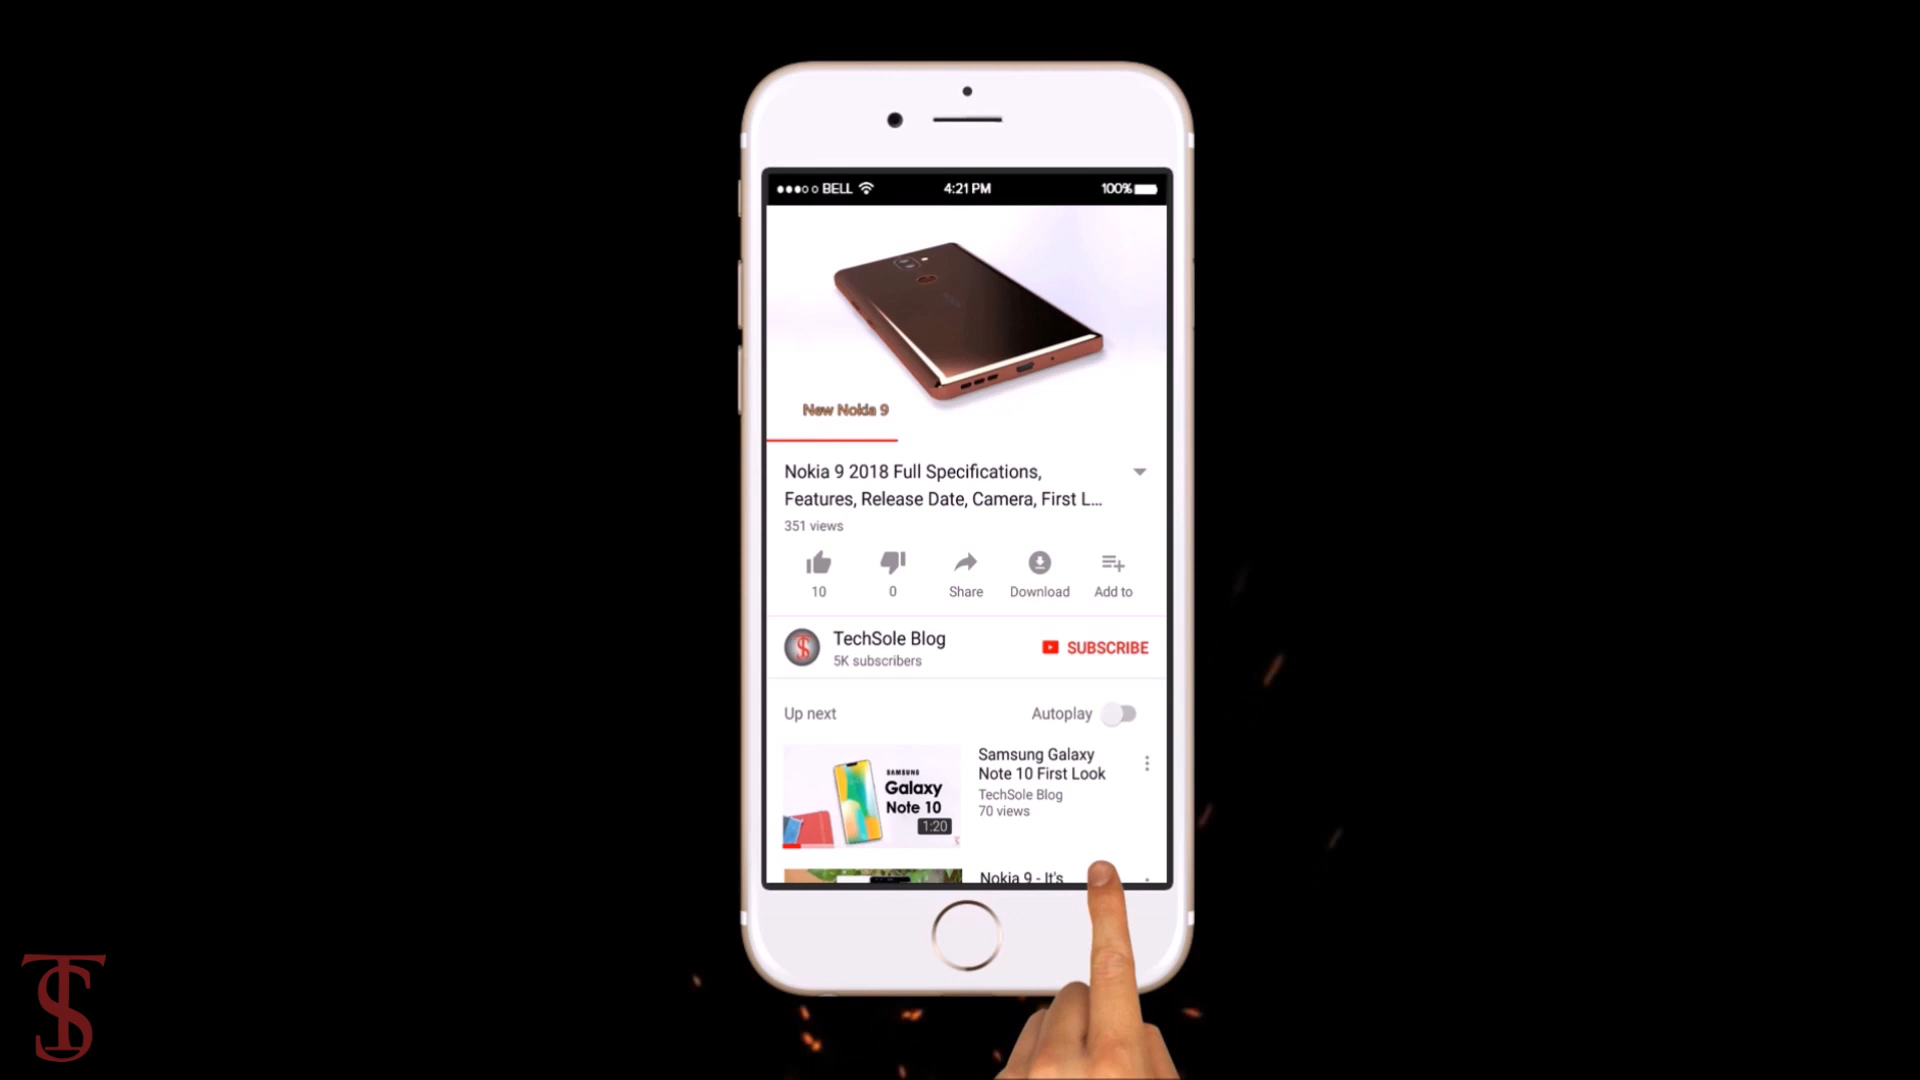 BELL 4:21 PM 100%
New Nokia 9
Nokia 9 2018 Full Specifications,
Features, Release Date, Camera, First L...
351 views
10 0 Share Download Add to
TechSole Blog
5K subscribers
SUBSCRIBE
Up next Autoplay
SAMSUNG
Galaxy
Note 10
1:20
Samsung Galaxy
Note 10 First Look
TechSole Blog
70 views
Nokia 9 - It's
TS